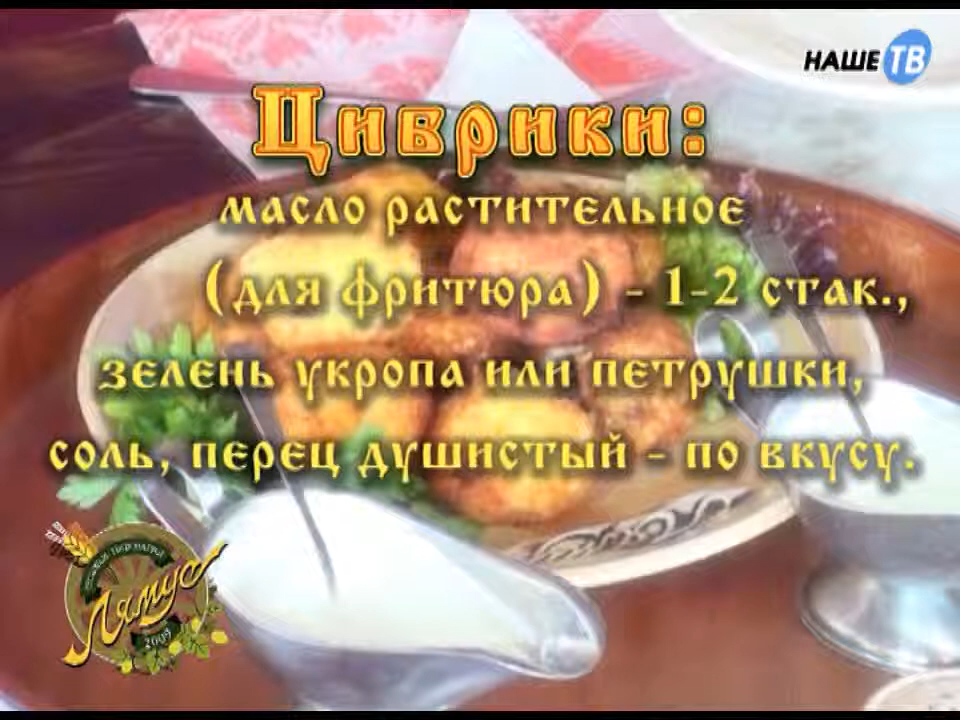 НАШЕ ТВ
Циврики:
масло растительное
(для фритюра) - 1-2 стак.,
зелень укропа или петрушки,
соль, перец душистый - по вкусу.
Лямус
2009